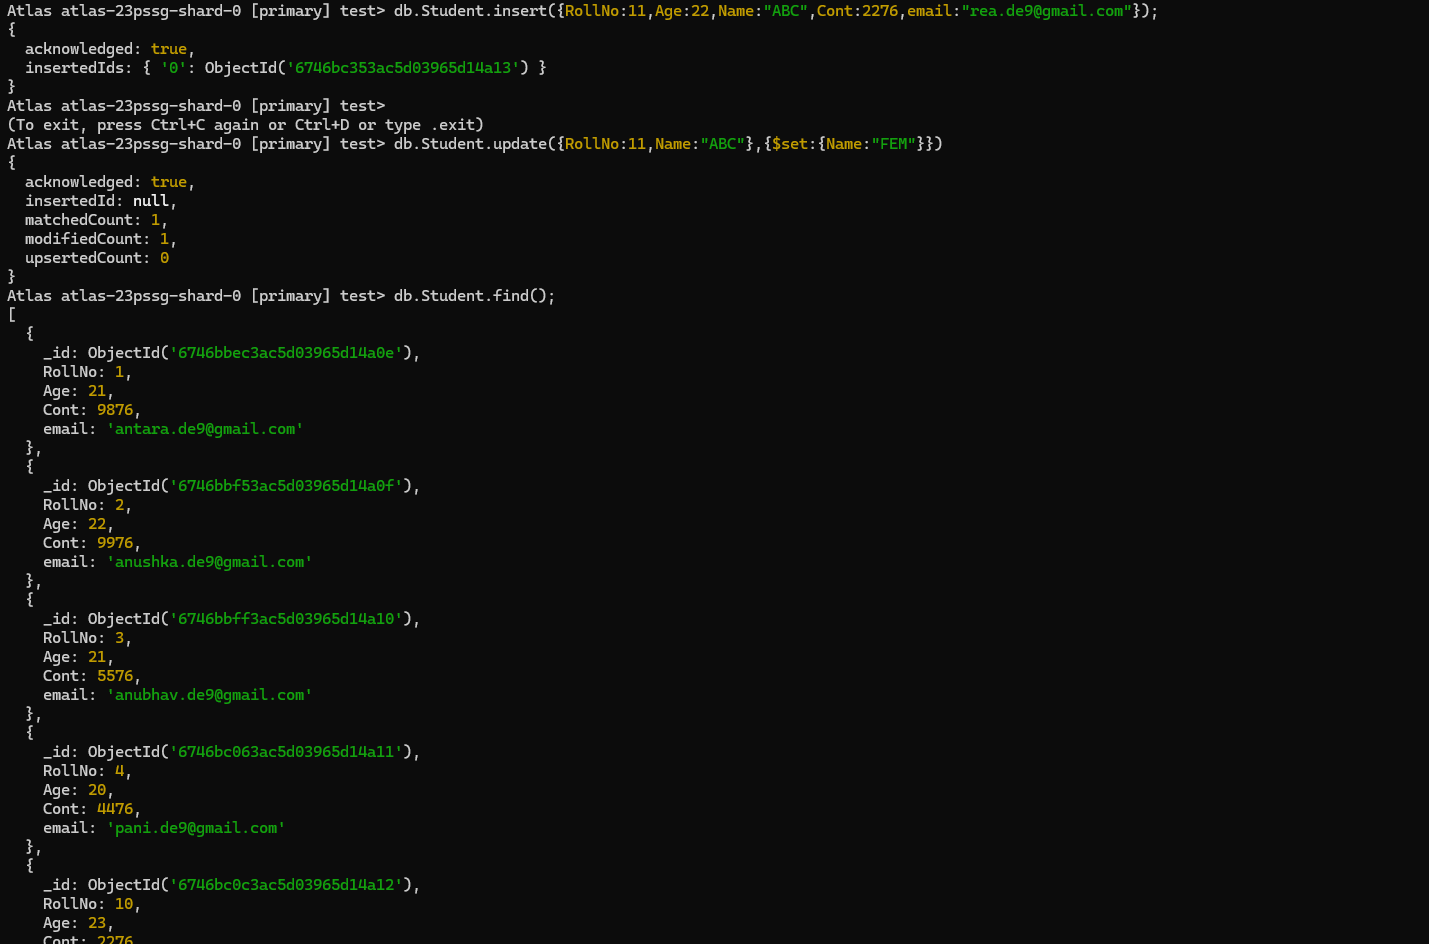 Atlas atlas-23pssg-shard-0 [primary] test> db.Student.insert({RollNo:11,Age:22,Name:"ABC",Cont:2276,email:"rea.de9@gmail.com"});
{
  acknowledged: true,
  insertedIds: { '0': ObjectId('6746bc353ac5d03965d14a13') }
}
Atlas atlas-23pssg-shard-0 [primary] test>
(To exit, press Ctrl+C again or Ctrl+D or type .exit)
Atlas atlas-23pssg-shard-0 [primary] test> db.Student.update({RollNo:11,Name:"ABC"},{$set:{Name:"FEM"}})
{
  acknowledged: true,
  insertedId: null,
  matchedCount: 1,
  modifiedCount: 1,
  upsertedCount: 0
}
Atlas atlas-23pssg-shard-0 [primary] test> db.Student.find();
[
  {
    _id: ObjectId('6746bbec3ac5d03965d14a0e'),
    RollNo: 1,
    Age: 21,
    Cont: 9876,
    email: 'antara.de9@gmail.com'
  },
  {
    _id: ObjectId('6746bbf53ac5d03965d14a0f'),
    RollNo: 2,
    Age: 22,
    Cont: 9976,
    email: 'anushka.de9@gmail.com'
  },
  {
    _id: ObjectId('6746bbff3ac5d03965d14a10'),
    RollNo: 3,
    Age: 21,
    Cont: 5576,
    email: 'anubhav.de9@gmail.com'
  },
  {
    _id: ObjectId('6746bc063ac5d03965d14a11'),
    RollNo: 4,
    Age: 20,
    Cont: 4476,
    email: 'pani.de9@gmail.com'
  },
  {
    _id: ObjectId('6746bc0c3ac5d03965d14a12'),
    RollNo: 10,
    Age: 23,
    Cont: 2276